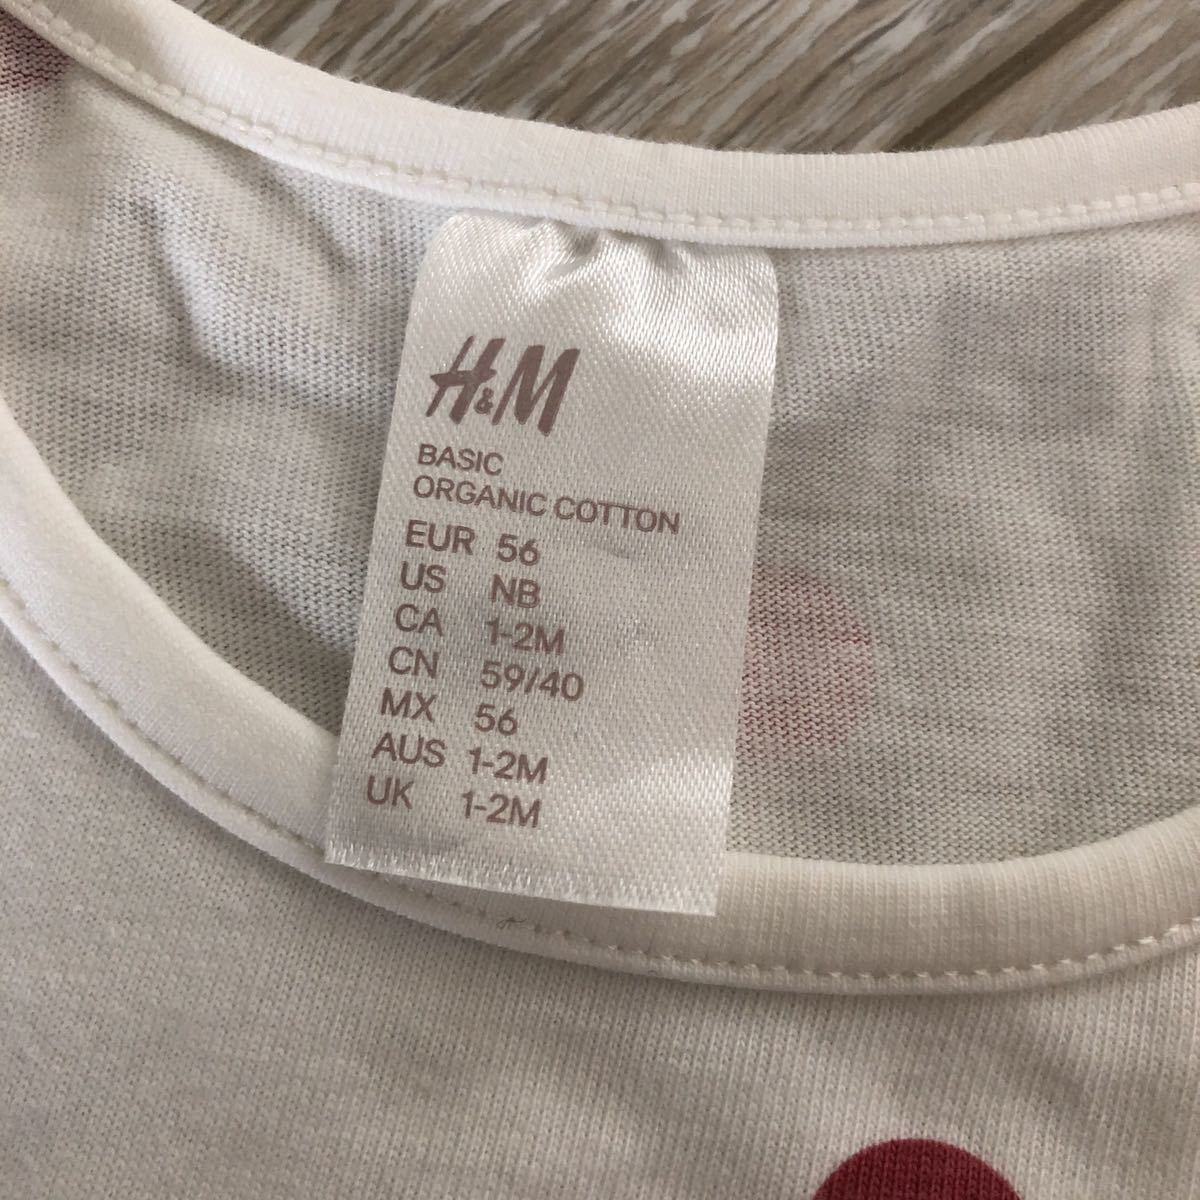 H&M
BASIC
ORGANIC COTTON
EUR 56
US NB
CA 1-2M
CN 59/40
MX 56
AUS 1-2M
UK 1-2M